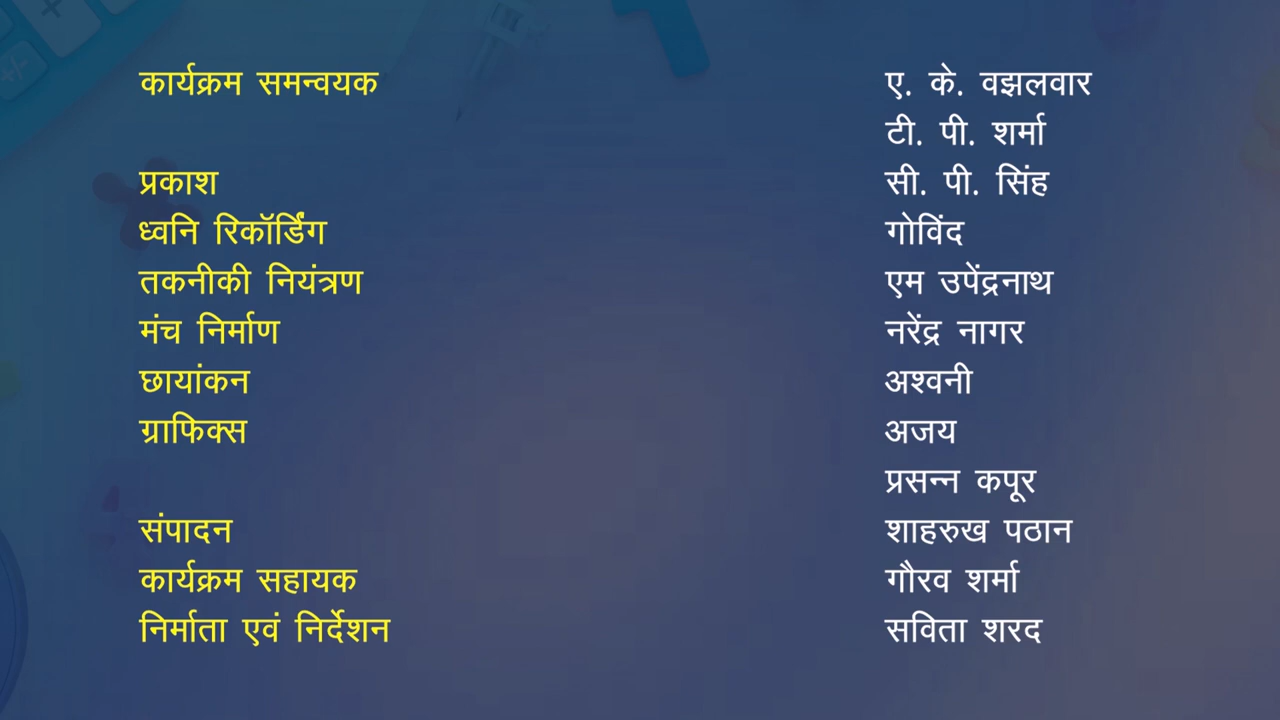 कार्यक्रम समन्वयक ए. के. वझलवार
टी. पी. शर्मा
प्रकाश सी. पी. सिंह
ध्वनि रिकॉर्डिंग गोविंद
तकनीकी नियंत्रण एम उपेंद्रनाथ
मंच निर्माण नरेंद्र नागर
छायांकन अश्वनी
ग्राफिक्स अजय
प्रसन्न कपूर
संपादन शाहरुख पठान
कार्यक्रम सहायक गौरव शर्मा
निर्माता एवं निर्देशन सविता शरद